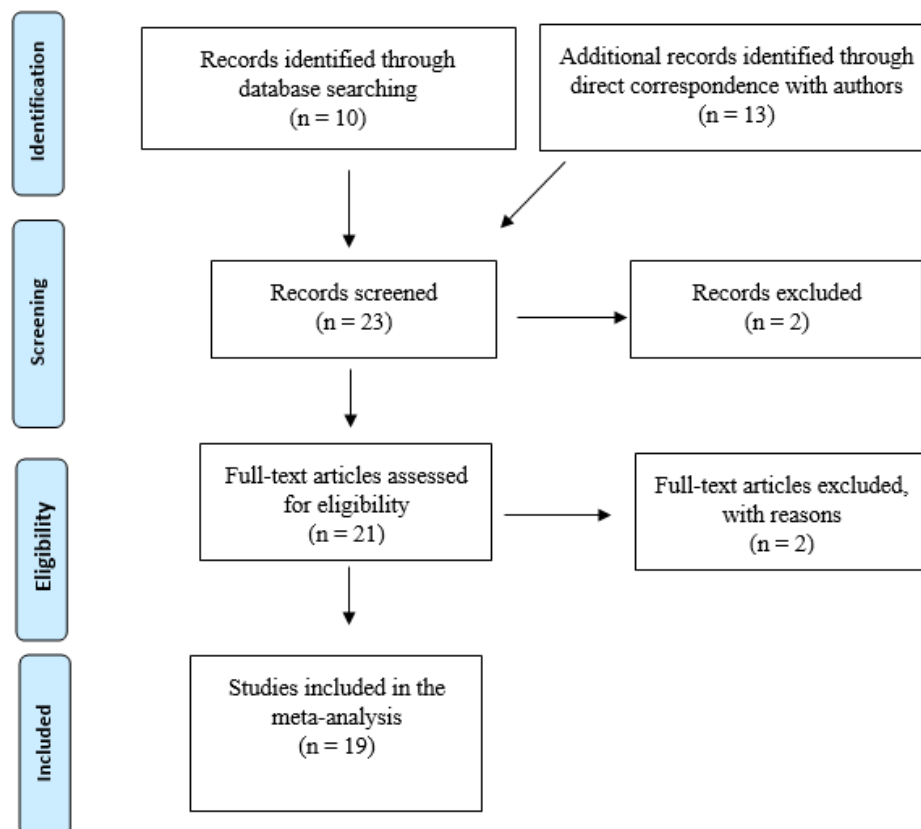 Identification
Records identified through
database searching
(n = 10)
Additional records identified through
direct correspondence with authors
(n = 13)
Screening
Records screened
(n = 23)
Records excluded
(n = 2)
Eligibility
Full-text articles assessed
for eligibility
(n = 21)
Full-text articles excluded,
with reasons
(n = 2)
Included
Studies included in the
meta-analysis
(n = 19)